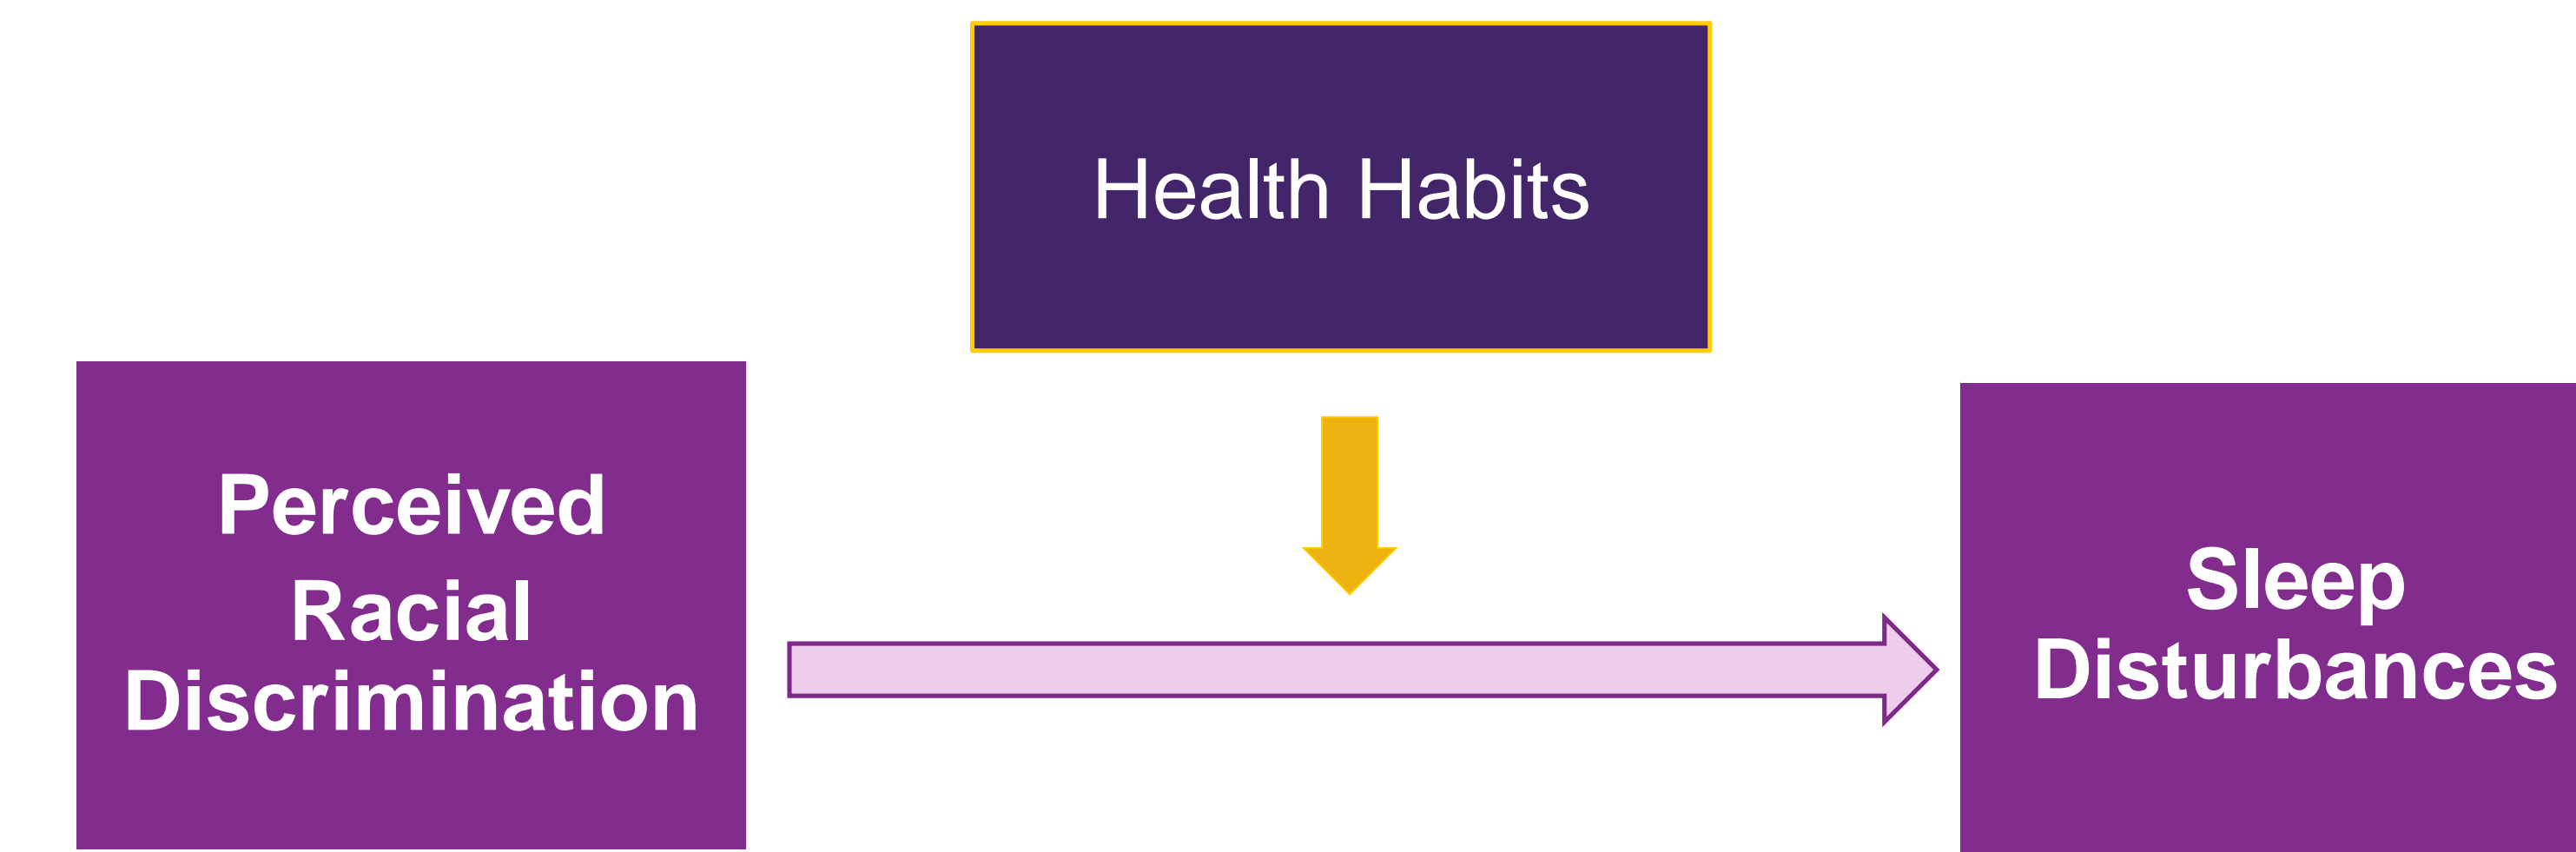 Health Habits
Perceived
Racial
Discrimination
Sleep
Disturbances